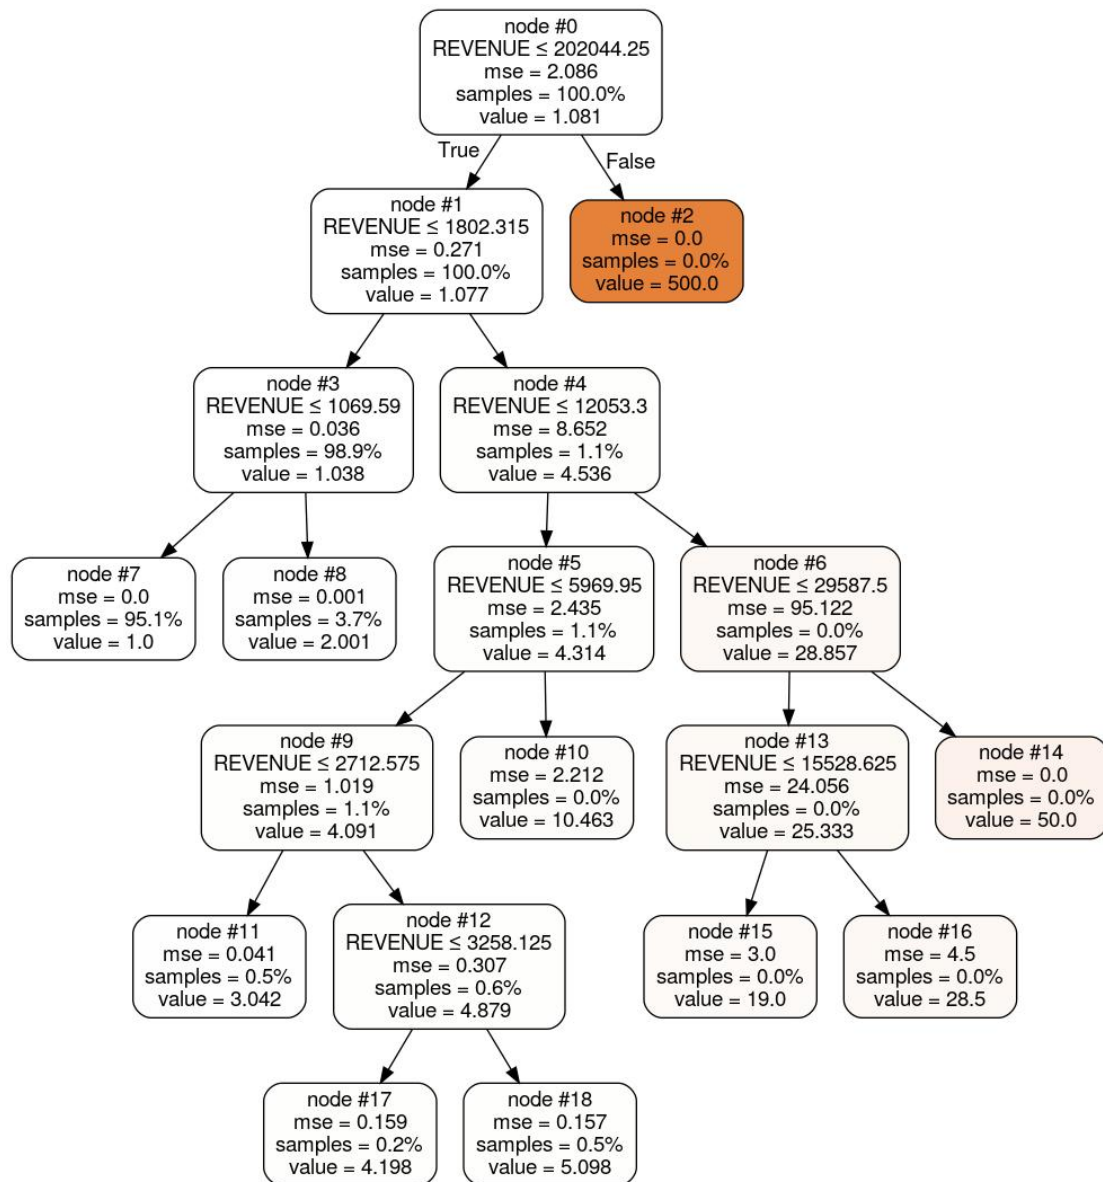 node #0
REVENUE ≤ 202044.25
mse = 2.086
samples = 100.0%
value = 1.081
True
False
node #1
REVENUE ≤ 1802.315
mse = 0.271
samples = 100.0%
value = 1.077
node #2
mse = 0.0
samples = 0.0%
value = 500.0
node #3
REVENUE ≤ 1069.59
mse = 0.036
samples = 98.9%
value = 1.038
node #4
REVENUE ≤ 12053.3
mse = 8.652
samples = 1.1%
value = 4.536
node #7
mse = 0.0
samples = 95.1%
value = 1.0
node #8
mse = 0.001
samples = 3.7%
value = 2.001
node #5
REVENUE ≤ 5969.95
mse = 2.435
samples = 1.1%
value = 4.314
node #6
REVENUE ≤ 29587.5
mse = 95.122
samples = 0.0%
value = 28.857
node #9
REVENUE ≤ 2712.575
mse = 1.019
samples = 1.1%
value = 4.091
node #10
mse = 2.212
samples = 0.0%
value = 10.463
node #13
REVENUE ≤ 15528.625
mse = 24.056
samples = 0.0%
value = 25.333
node #14
mse = 0.0
samples = 0.0%
value = 50.0
node #11
mse = 0.041
samples = 0.5%
value = 3.042
node #12
REVENUE ≤ 3258.125
mse = 0.307
samples = 0.6%
value = 4.879
node #15
mse = 3.0
samples = 0.0%
value = 19.0
node #16
mse = 4.5
samples = 0.0%
value = 28.5
node #17
mse = 0.159
samples = 0.2%
value = 4.198
node #18
mse = 0.157
samples = 0.5%
value = 5.098